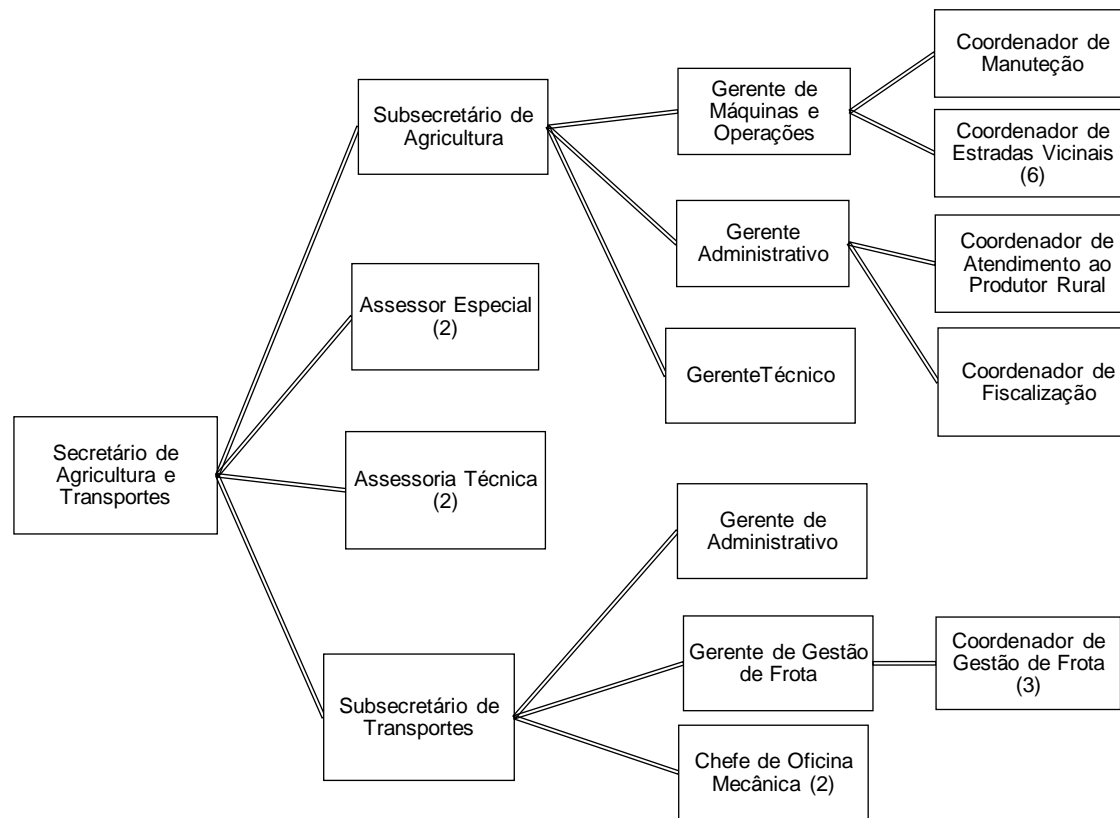 Coordenador de
Manuteção
Subsecretário de
Agricultura
Gerente de
Máquinas e
Operações
Coordenador de
Estradas Vicinais
(6)
Gerente
Administrativo
Coordenador de
Atendimento ao
Produtor Rural
Assessor Especial
(2)
GerenteTécnico
Coordenador de
Fiscalização
Secretário de
Agricultura e
Transportes
Assessoria Técnica
(2)
Gerente de
Administrativo
Gerente de Gestão
de Frota
Coordenador de
Gestão de Frota
(3)
Subsecretário de
Transportes
Chefe de Oficina
Mecânica (2)